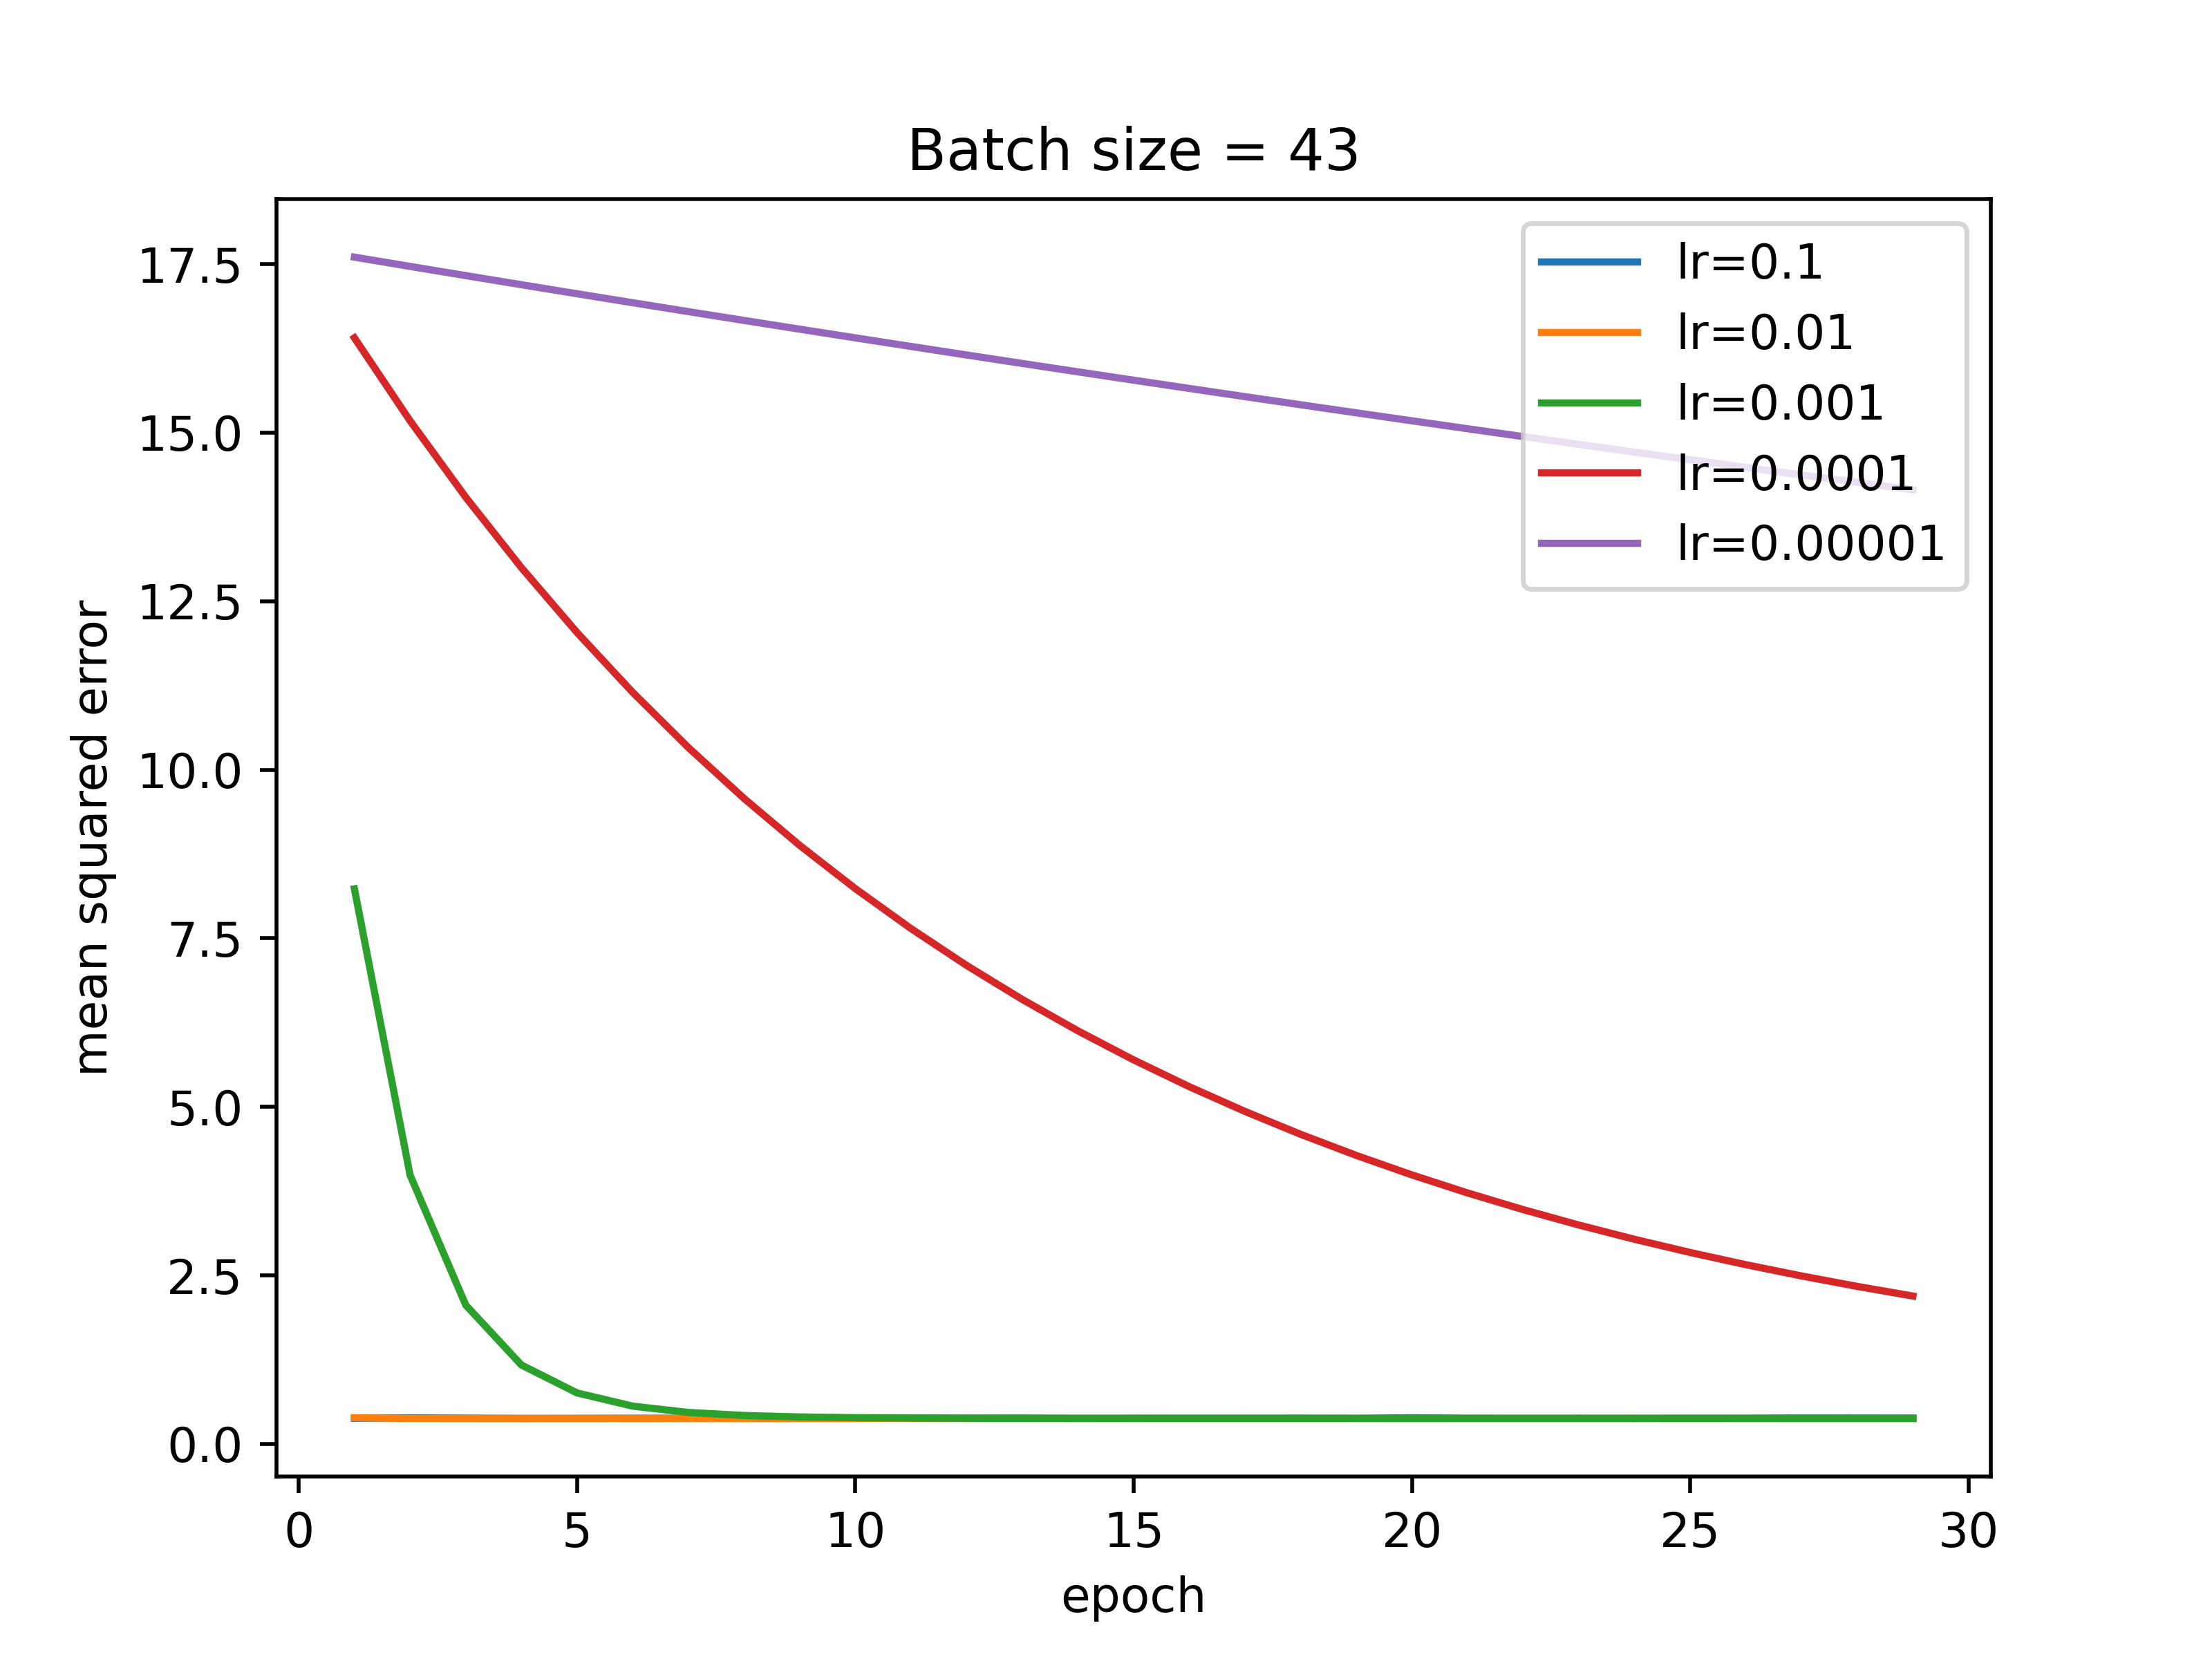 Batch size = 43
17.5
15.0
12.5
10.0
7.5
5.0
2.5
0.0
mean squared error
lr=0.1
lr=0.01
lr=0.001
lr=0.0001
lr=0.00001
0 5 10 15 20 25 30
epoch